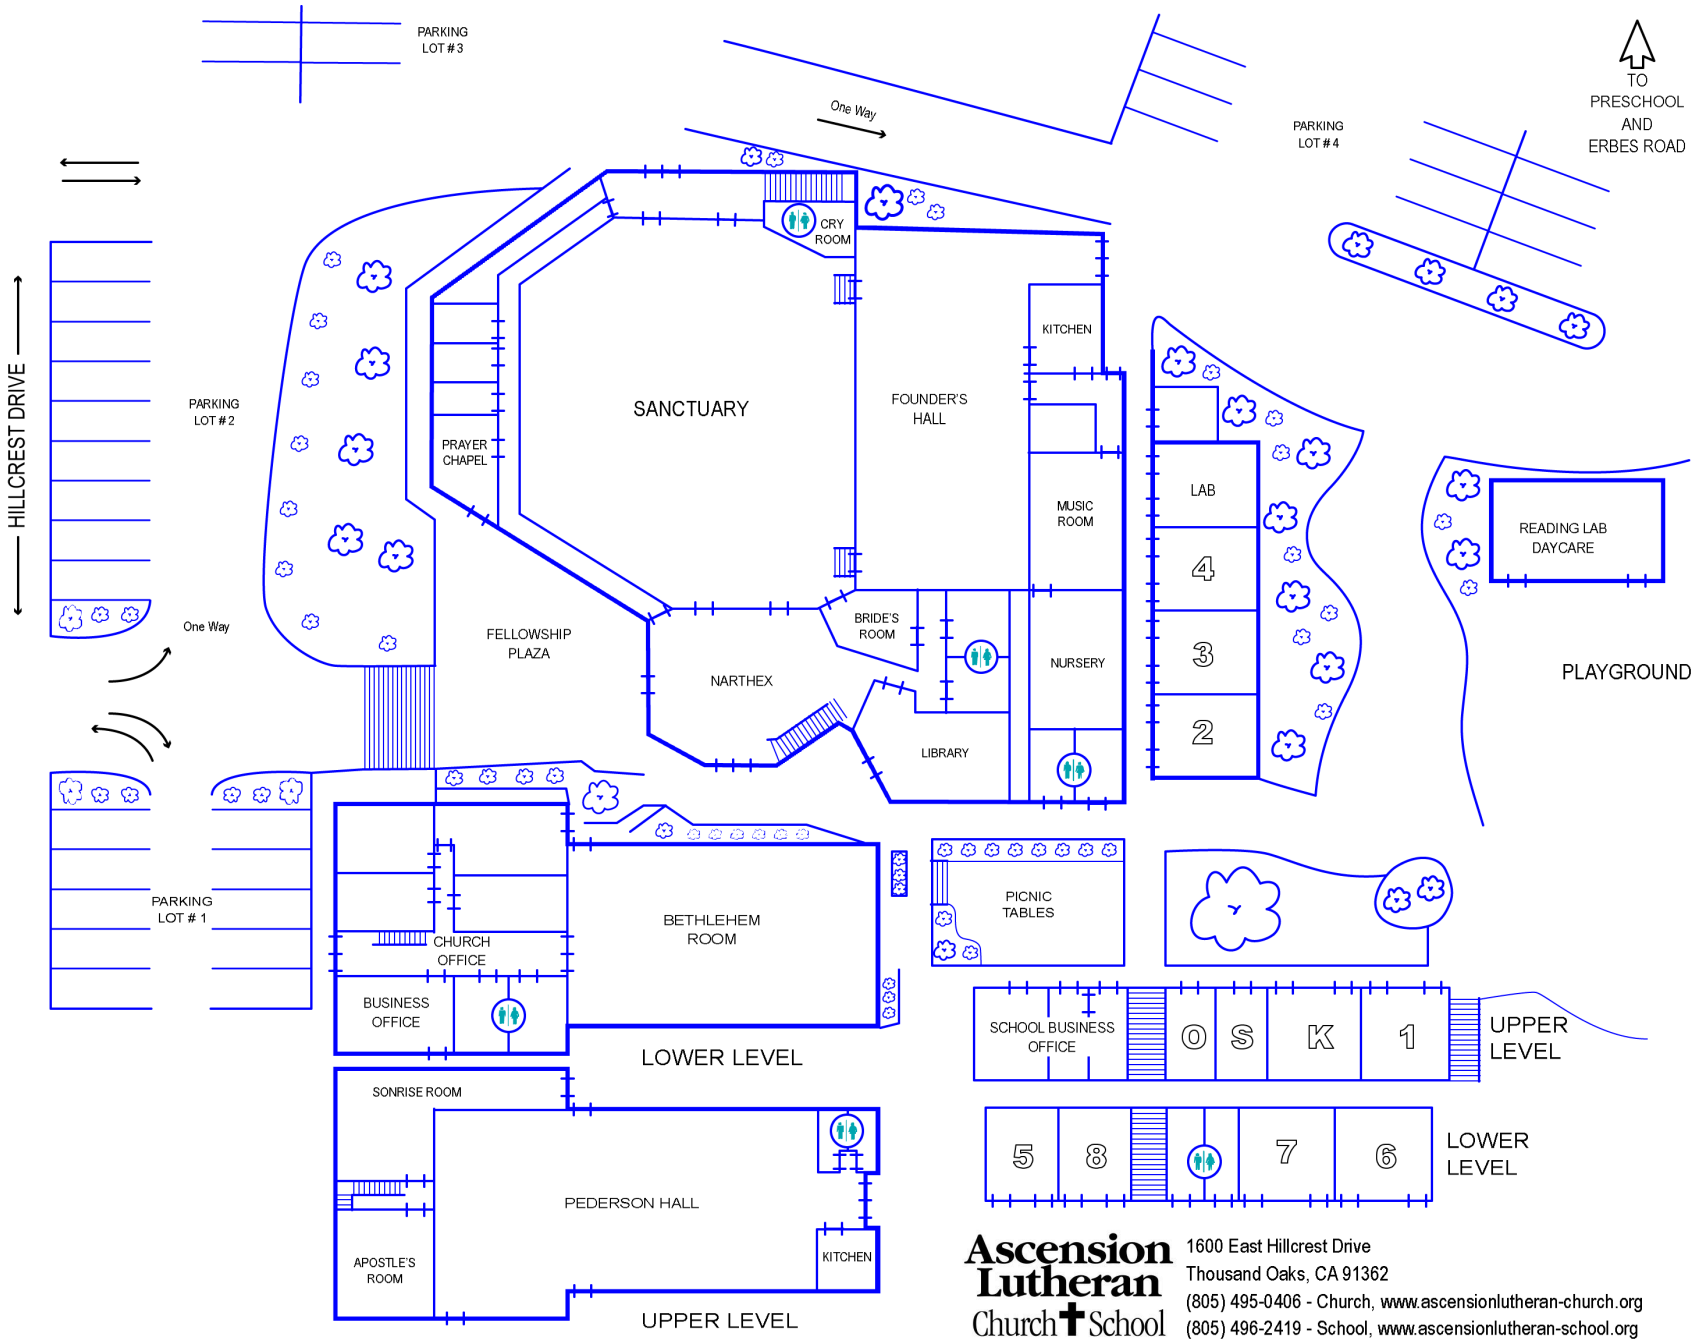 PARKING
LOT # 3
One Way
PARKING
LOT # 4
TO
PRESCHOOL
AND
ERBES ROAD
CRY
ROOM
KITCHEN
HILLCREST DRIVE
PARKING
LOT # 2
SANCTUARY
FOUNDER'S
HALL
PRAYER
CHAPEL
MUSIC
ROOM
LAB
4
3
2
READING LAB
DAYCARE
PLAYGROUND
One Way
FELLOWSHIP
PLAZA
BRIDE'S
ROOM
NARTHEX
NURSERY
LIBRARY
PARKING
LOT # 1
CHURCH
OFFICE
BUSINESS
OFFICE
BETHLEHEM
ROOM
LOWER LEVEL
PICNIC
TABLES
SCHOOL BUSINESS
OFFICE
O S K 1
UPPER
LEVEL
5 8 7 6
LOWER
LEVEL
SONRISE ROOM
PEDERSON HALL
APOSTLE'S
ROOM
KITCHEN
UPPER LEVEL
Ascension
Lutheran
Church School
1600 East Hillcrest Drive
Thousand Oaks, CA 91362
(805) 495-0406 - Church, www.ascensionlutheran-church.org
(805) 496-2419 - School, www.ascensionlutheran-school.org